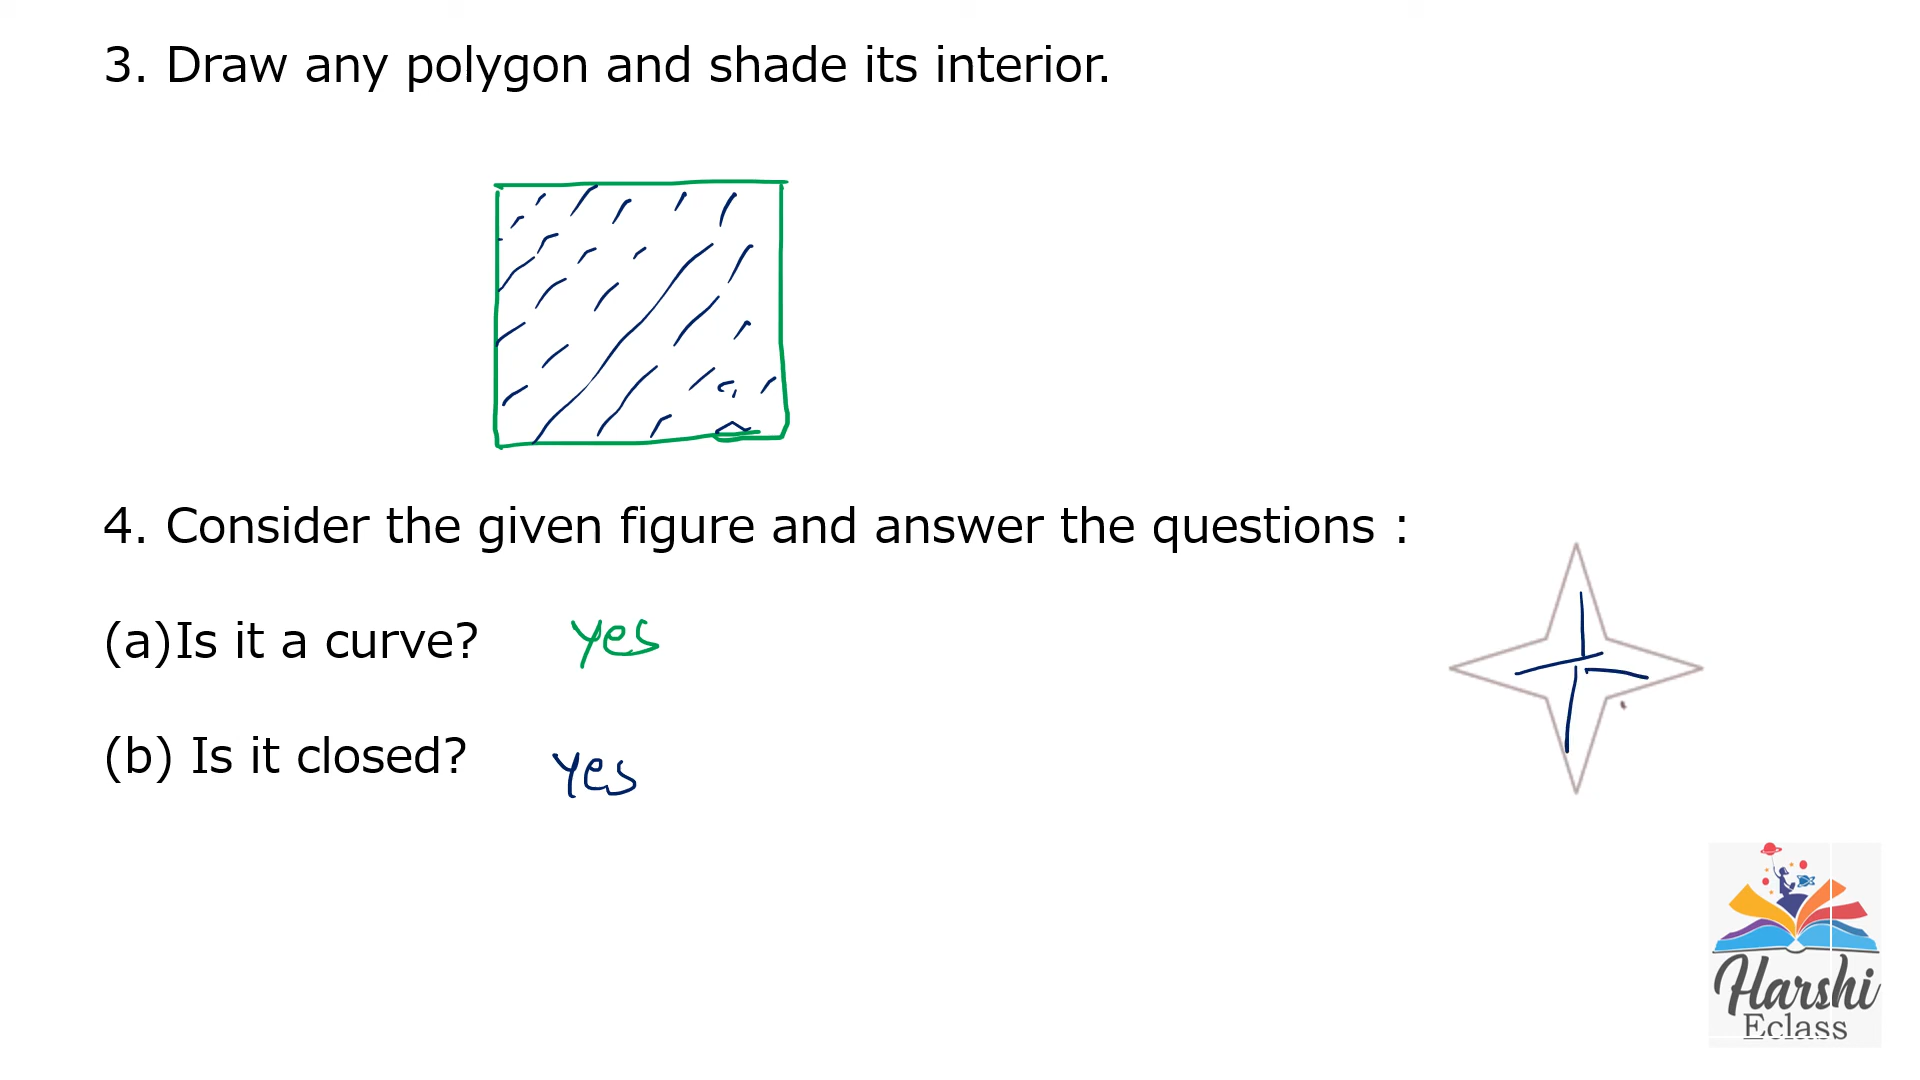 3. Draw any polygon and shade its interior.
4. Consider the given figure and answer the questions :
(a)Is it a curve? yes
(b) Is it closed? yes
Harshi
Eclass